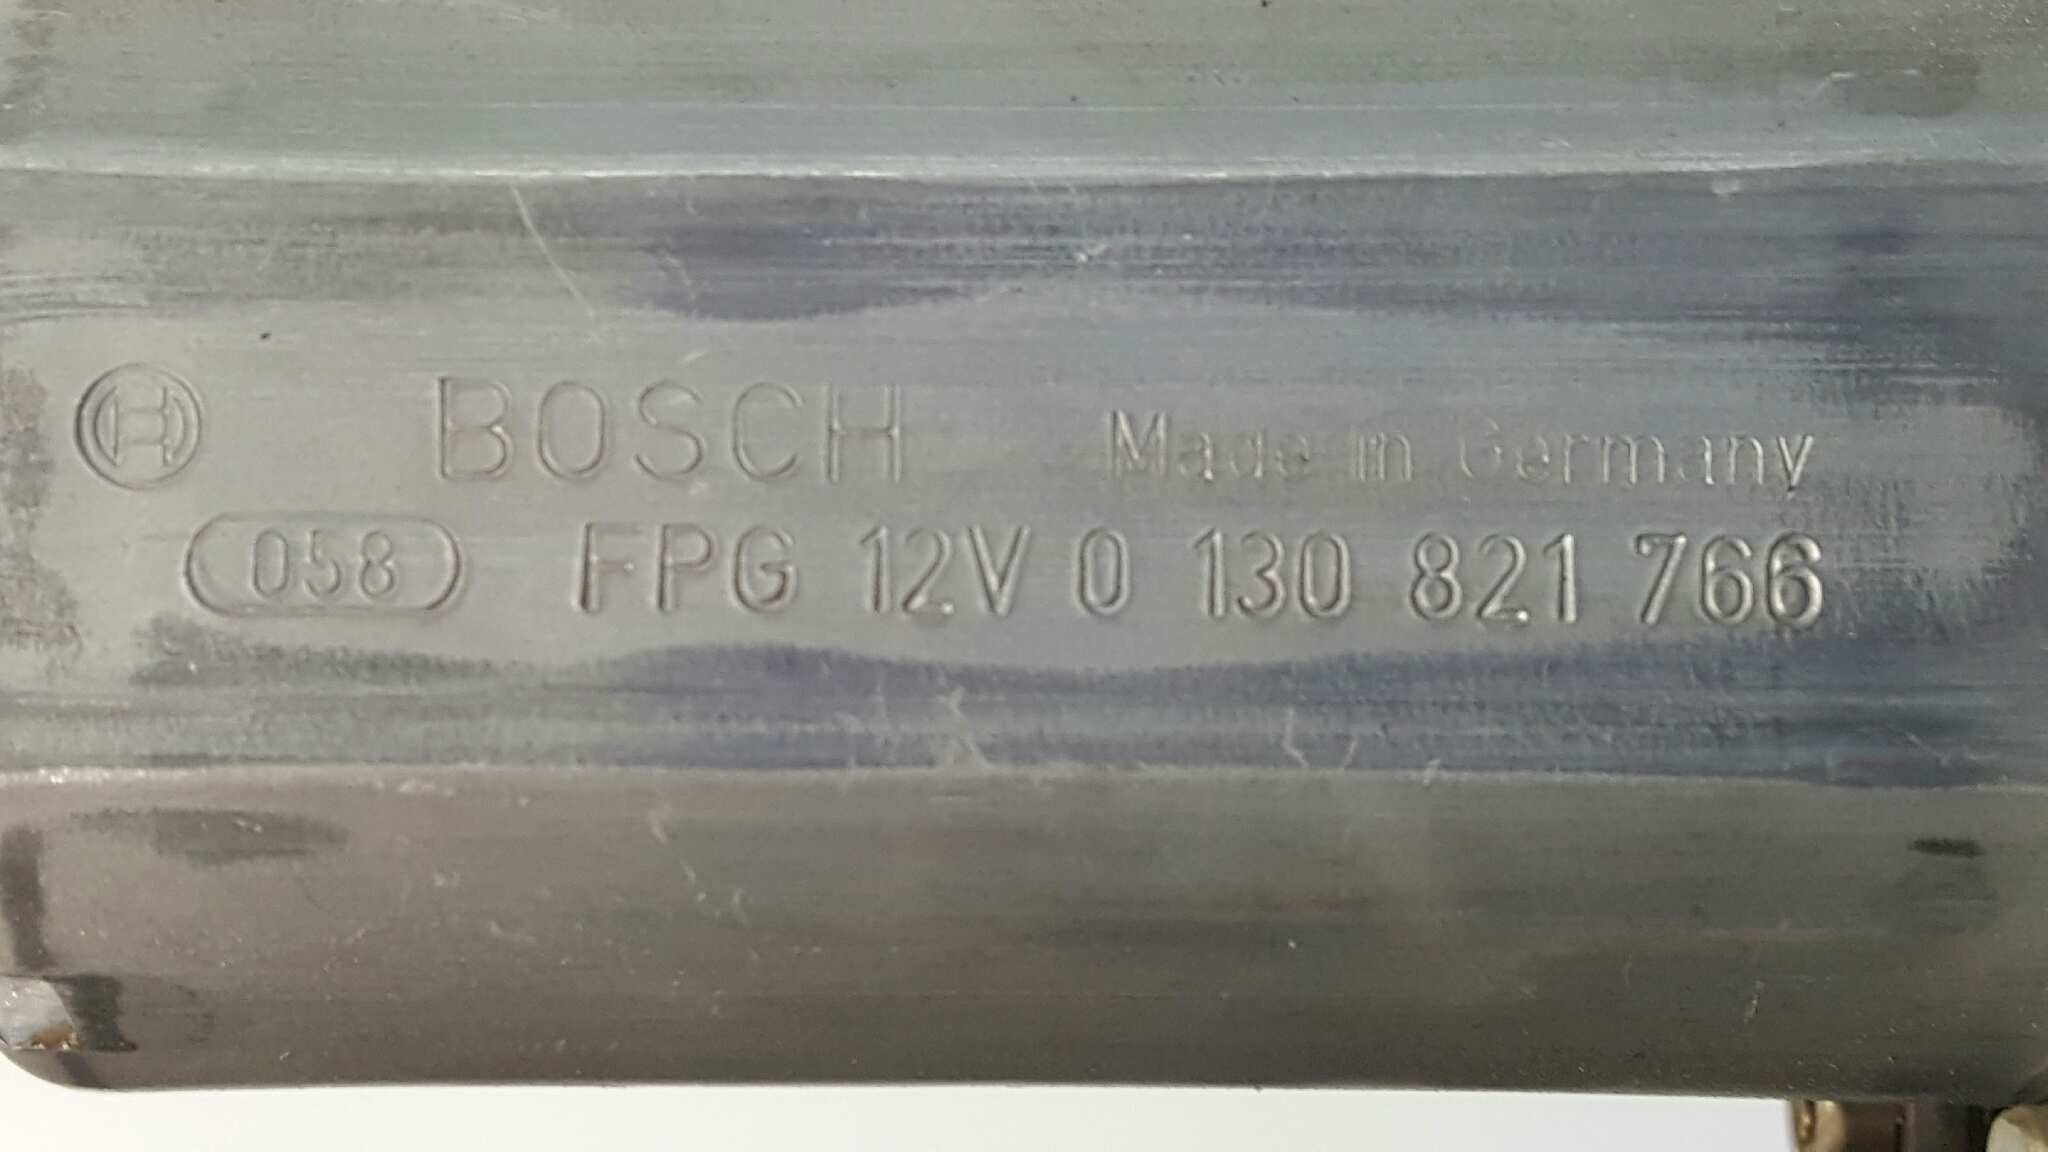 BOSCH Made in Germany
058 FPG 12V 0 130 821 766